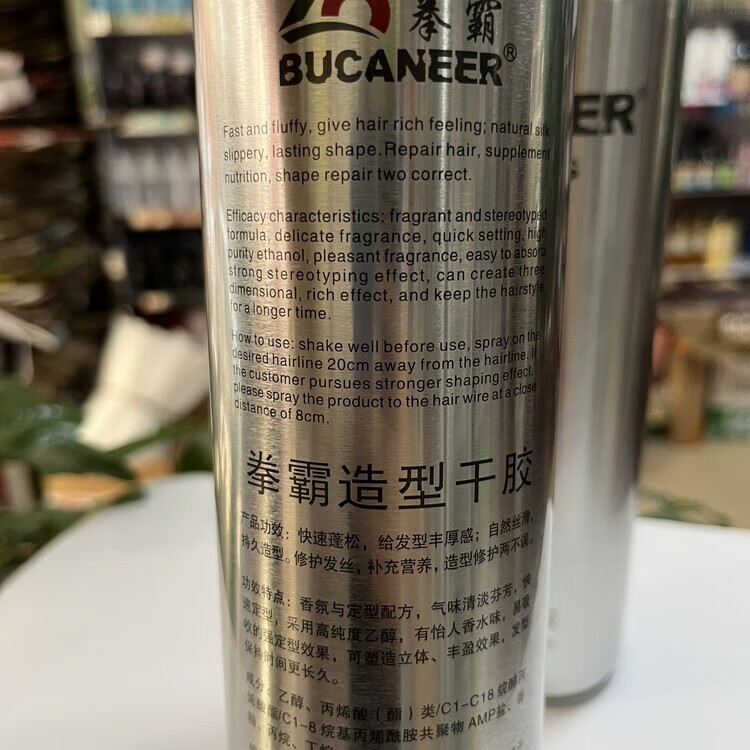 拳霸
BUCANEER®
Fast and fluffy, give hair rich feeling; natural silk
slippery, lasting shape.Repair hair, supplement
nutrition, shape repair two correct.
Efficacy characteristics: fragrant and stereotyped
formula, delicate fragrance, quick setting, high
purity ethanol, pleasant fragrance, easy to absorb
strong stereotyping effect, can create three
dimensional, rich effect, and keep the hairstyle
for a longer time.
How to use: shake well before use, spray on the
desired hairline 20cm away from the hairline. If
the customer pursues stronger shaping effect,
please spray the product to the hair wire at a close
distance of 8cm.
拳霸造型干胶
产品功效：快速蓬松，给发型丰厚感；自然丝滑，
持久造型。修护发丝，补充营养，造型修护两不误。
功效特点：香氛与定型配方，气味清淡芬芳，快
速定型，采用高纯度乙醇，有怡人香水味，易吸
收的强定型效果，可塑造立体、丰盈效果，发型
保持时间更长久。
成分：乙醇、丙烯酸（酯）类/C1-C18烷醇丙
烯酸酯/C1-8烷基丙烯酰胺共聚物AMP盐、香
精、丙烷、丁烷
ER